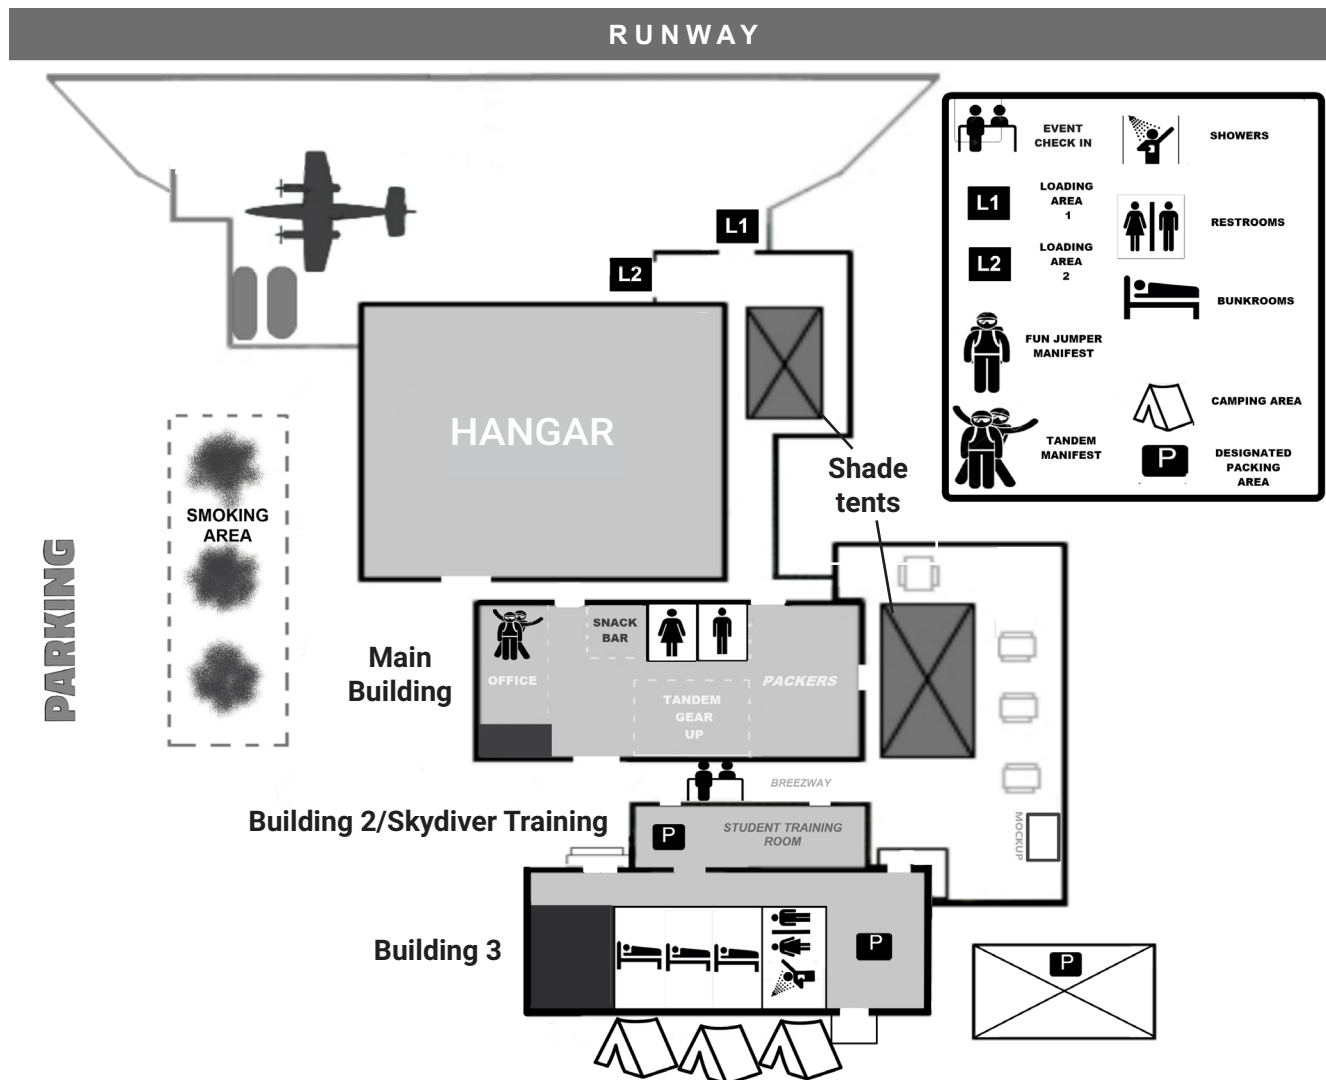 RUNWAY
EVENT
CHECK IN
SHOWERS
L1
LOADING
AREA
1
RESTROOMS
L2
LOADING
AREA
2
BUNKROOMS
FUN JUMPER
MANIFEST
CAMPING AREA
TANDEM
MANIFEST
P
DESIGNATED
PACKING
AREA
L1
L2
HANGAR
Shade
tents
SMOKING
AREA
PARKING
Main
Building
OFFICE
SNACK
BAR
PACKERS
TANDEM
GEAR
UP
BREEZWAY
Building 2/Skydiver Training
P
STUDENT TRAINING
ROOM
MOCKUP
Building 3
P
P